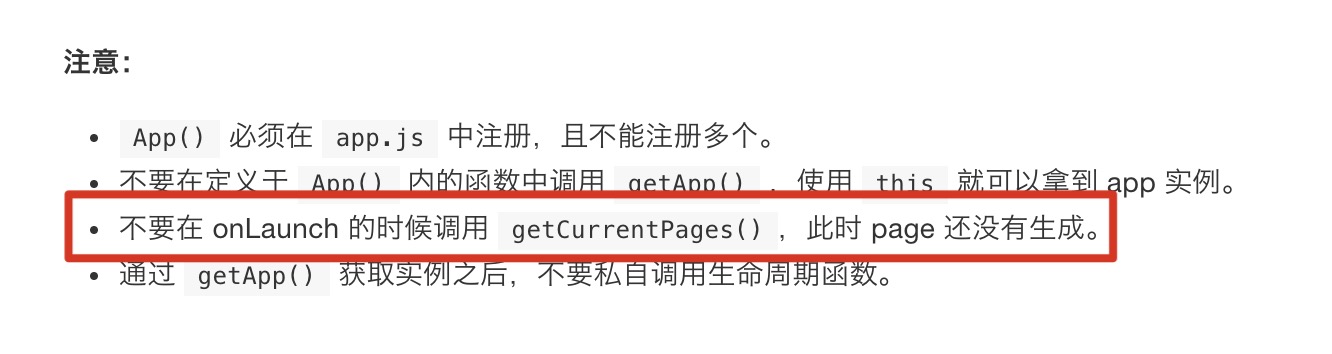 注意：
App() 必须在 app.js 中注册，且不能注册多个。
不要在定义于 App() 内的函数中调用 getApp() ，使用 this 就可以拿到 app 实例。
不要在 onLaunch 的时候调用 getCurrentPages()，此时 page 还没有生成。
通过 getApp() 获取实例之后，不要私自调用生命周期函数。